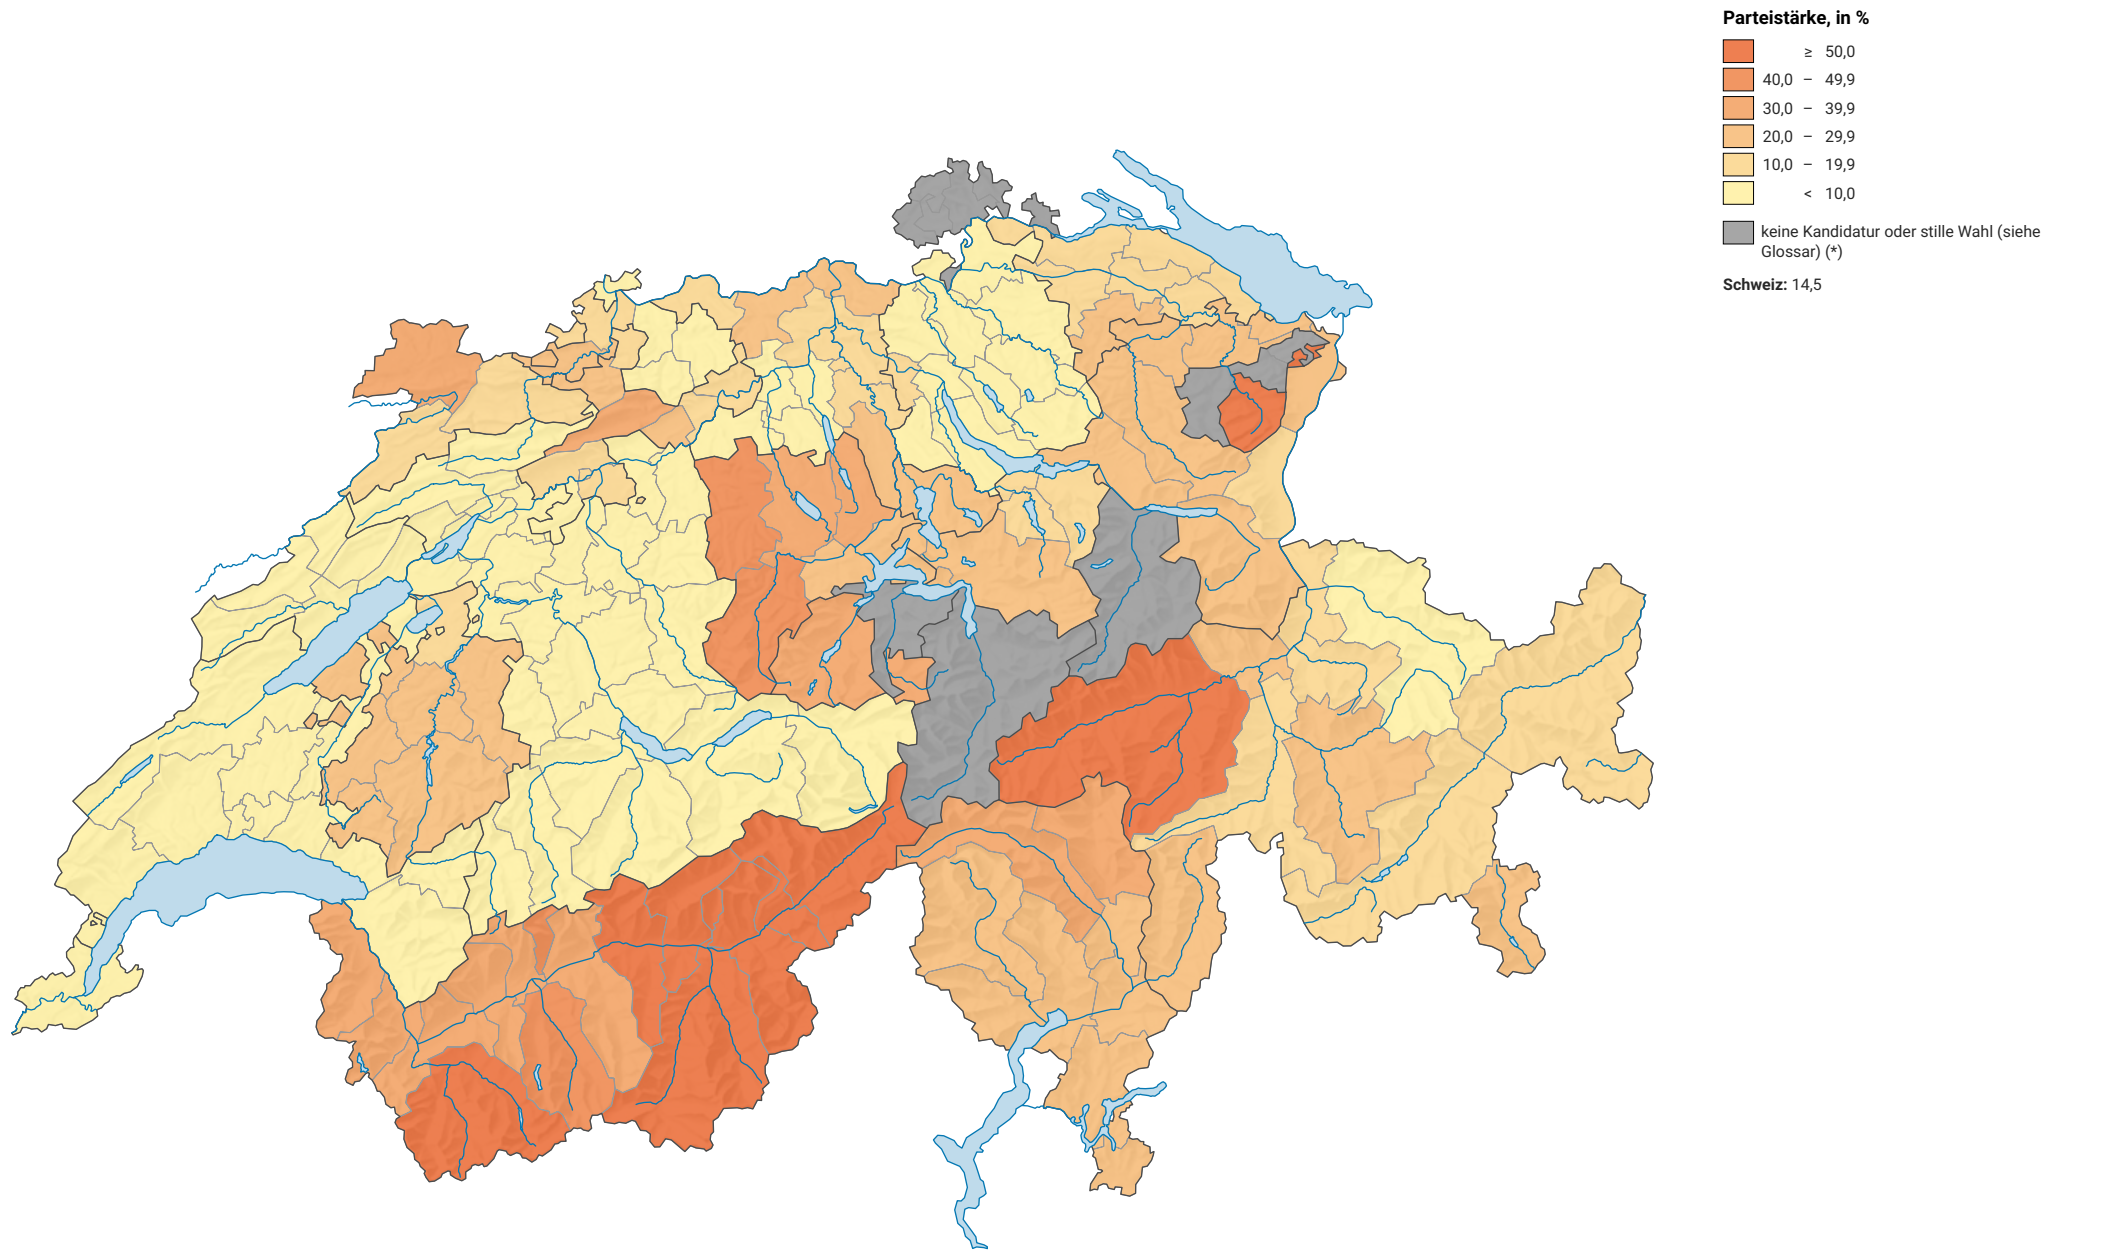 Parteistärke, in %
≥ 50,0
40,0 – 49,9
30,0 – 39,9
20,0 – 29,9
10,0 – 19,9
< 10,0
keine Kandidatur oder stille Wahl (siehe
Glossar) (*)
Schweiz: 14,5